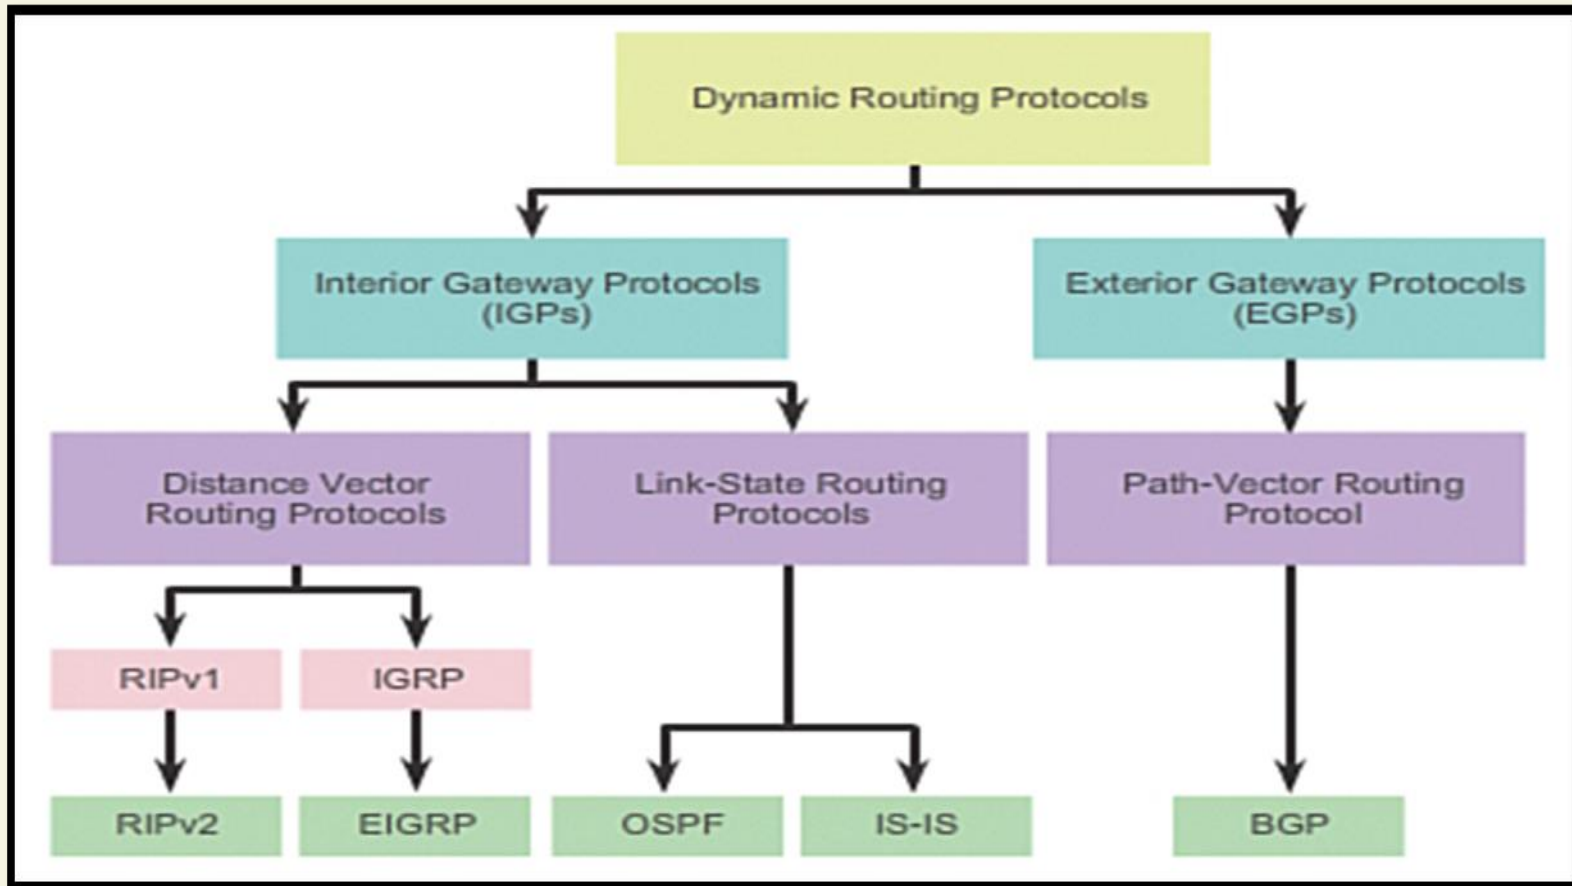 Dynamic Routing Protocols
Interior Gateway Protocols
(IGPs)
Exterior Gateway Protocols
(EGPs)
Distance Vector
Routing Protocols
Link-State Routing
Protocols
Path-Vector Routing
Protocol
RIPv1
IGRP
RIPv2
EIGRP
OSPF
IS-IS
BGP